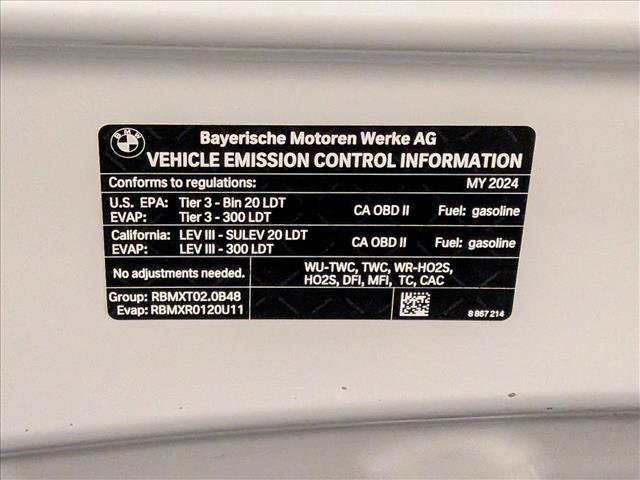 BMW
Bayerische Motoren Werke AG
VEHICLE EMISSION CONTROL INFORMATION
Conforms to regulations: MY 2024
U.S. EPA: Tier 3 - Bin 20 LDT CA OBD II Fuel: gasoline
EVAP: Tier 3 - 300 LDT
California: LEV III - SULEV 20 LDT CA OBD II Fuel: gasoline
EVAP: LEV III - 300 LDT
No adjustments needed. WU-TWC, TWC, WR-HO2S,
HO2S, DFI, MFI, TC, CAC
Group: RBMXT02.0B48
Evap: RBMXR0120U11 8 867 214